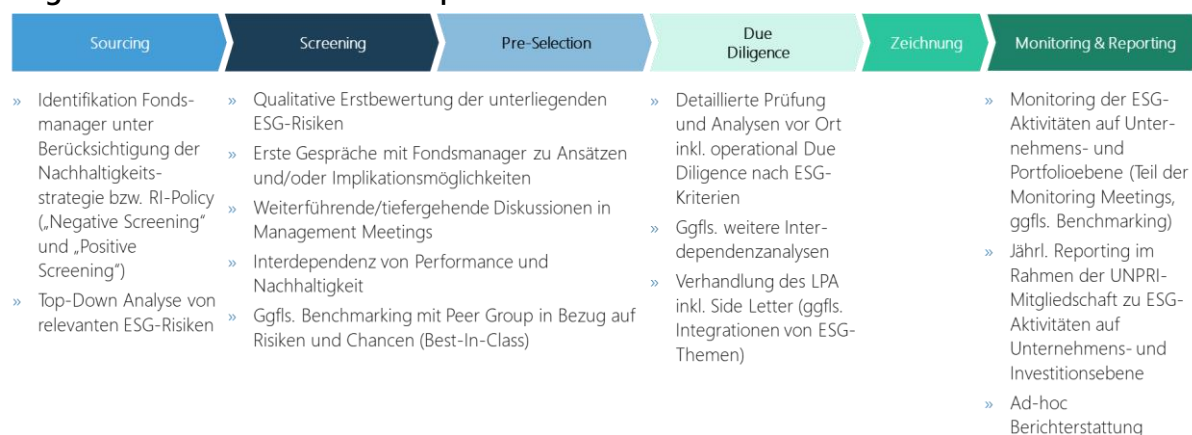 Sourcing
Screening
Pre-Selection
Due
Diligence
Zeichnung
Monitoring & Reporting
» Identifikation Fonds-
manager unter
Berücksichtigung der
Nachhaltigkeits-
strategie bzw. RI-Policy
(„Negative Screening“
und „Positive
Screening“)
» Top-Down Analyse von
relevanten ESG-Risiken
» Qualitative Erstbewertung der unterliegenden
ESG-Risiken
» Erste Gespräche mit Fondsmanager zu Ansätzen
und/oder Implikationsmöglichkeiten
» Weiterführende/tiefergehende Diskussionen in
Management Meetings
» Interdependenz von Performance und
Nachhaltigkeit
» Ggfls. Benchmarking mit Peer Group in Bezug auf
Risiken und Chancen (Best-In-Class)
» Detaillierte Prüfung
und Analysen vor Ort
inkl. operational Due
Diligence nach ESG-
Kriterien
» Ggfls. weitere Inter-
dependenzanalysen
» Verhandlung des LPA
inkl. Side Letter (ggfls.
Integrationen von ESG-
Themen)
» Monitoring der ESG-
Aktivitäten auf Unter-
nehmens- und
Portfolioebene (Teil der
Monitoring Meetings,
ggfls. Benchmarking)
» Jährl. Reporting im
Rahmen der UNPRI-
Mitgliedschaft zu ESG-
Aktivitäten auf
Unternehmens- und
Investitionsebene
» Ad-hoc
Berichterstattung